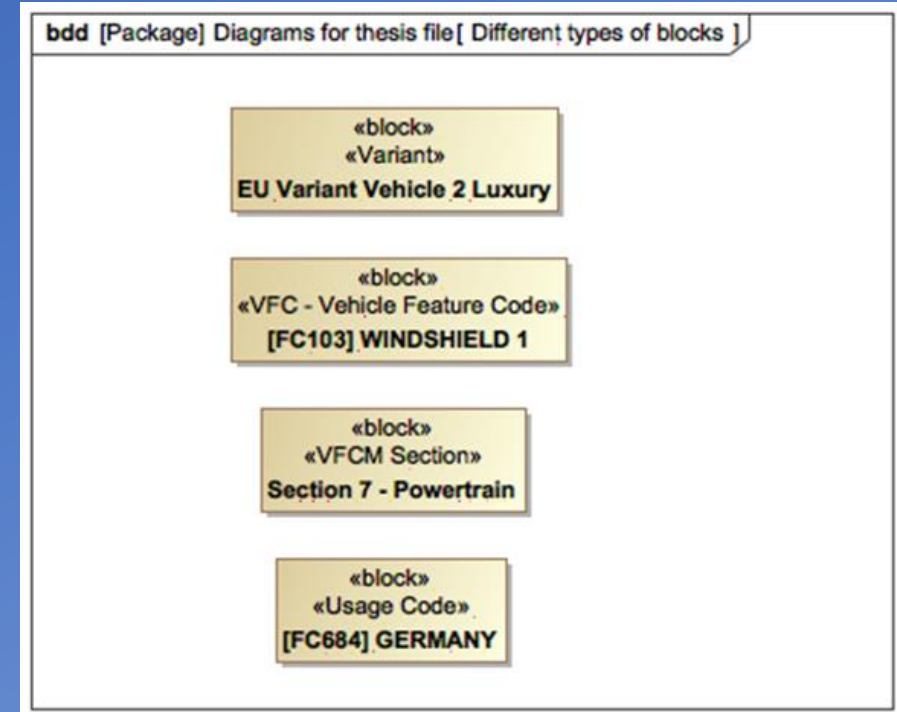 bdd [Package] Diagrams for thesis file[ Different types of blocks ]
«block»
«Variant»
EU Variant Vehicle 2 Luxury
«block»
«VFC - Vehicle Feature Code»
[FC103] WINDSHIELD 1
«block»
«VFCM Section»
Section 7 - Powertrain
«block»
«Usage Code»
[FC684] GERMANY